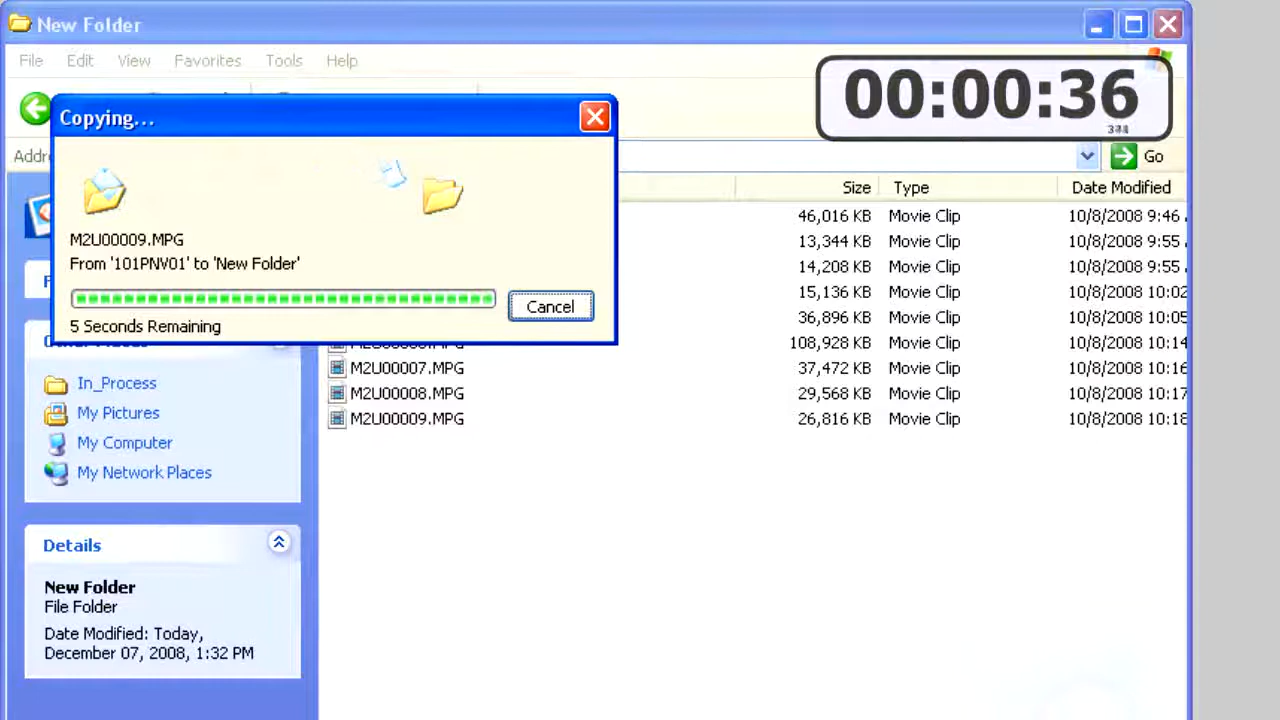 New Folder
File Edit View Favorites Tools Help
00:00:36
Copying...
Go
Size Type Date Modified
M2U00009.MPG
From '101PNV01' to 'New Folder'
Cancel
5 Seconds Remaining
46,016 KB Movie Clip 10/8/2008 9:46
13,344 KB Movie Clip 10/8/2008 9:55
14,208 KB Movie Clip 10/8/2008 9:55
15,136 KB Movie Clip 10/8/2008 10:02
36,896 KB Movie Clip 10/8/2008 10:05
108,928 KB Movie Clip 10/8/2008 10:14
M2U00007.MPG 37,472 KB Movie Clip 10/8/2008 10:16
M2U00008.MPG 29,568 KB Movie Clip 10/8/2008 10:17
M2U00009.MPG 26,816 KB Movie Clip 10/8/2008 10:18
In_Process
My Pictures
My Computer
My Network Places
Details
New Folder
File Folder
Date Modified: Today,
December 07, 2008, 1:32 PM